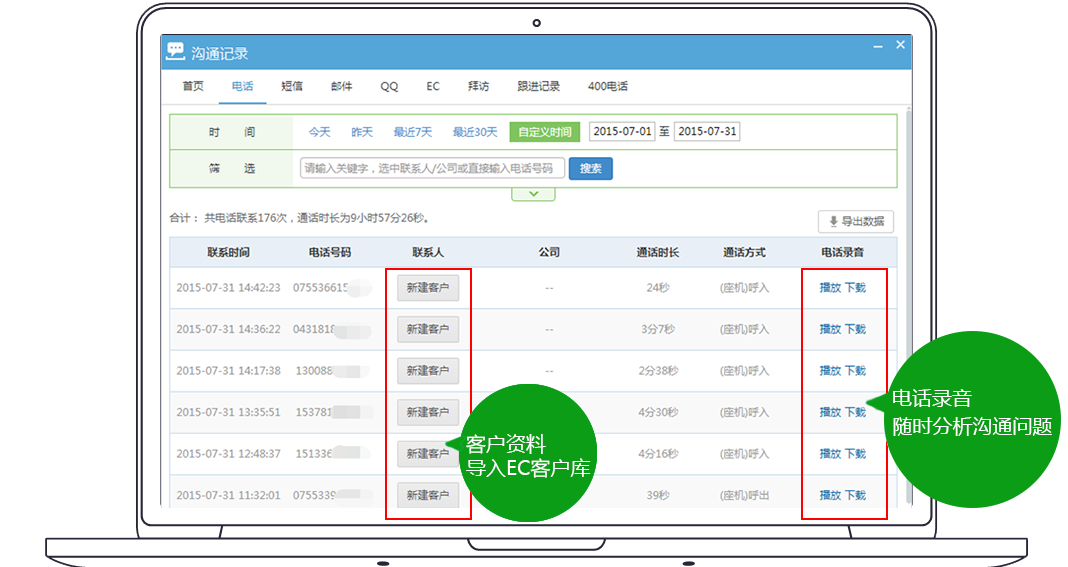 沟通记录
首页 电话 短信 邮件 QQ EC 拜访 跟进记录 400电话
时 间 今天 昨天 最近7天 最近30天 自定义时间 2015-07-01 至 2015-07-31
筛 选 请输入关键字，选中联系人/公司或直接输入电话号码 搜索
合计： 共电话联系176次，通话时长为9小时57分26秒。
导出数据
联系时间 电话号码 联系人 公司 通话时长 通话方式 电话录音
2015-07-31 14:42:23 075536615 新建客户 -- 24秒 (座机)呼入 播放 下载
2015-07-31 14:36:22 0431818 新建客户 -- 3分7秒 (座机)呼入 播放 下载
2015-07-31 14:17:38 130088 新建客户 -- 2分38秒 (座机)呼入 播放 下载
2015-07-31 13:35:51 153781 新建客户 4分30秒 (座机)呼入 播放 下载
2015-07-31 12:48:37 151336 新建客户 4分16秒 (座机)呼入 播放 下载
2015-07-31 11:32:01 0755339 新建客户 39秒 (座机)呼出 播放 下载
客户资料
导入EC客户库
电话录音
随时分析沟通问题